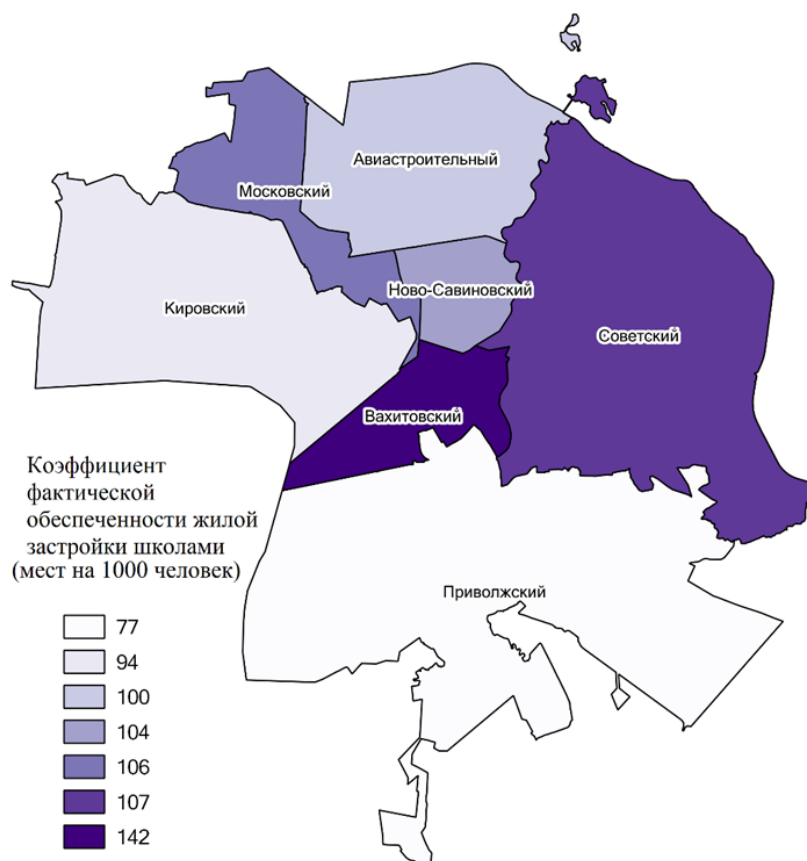 Авиастроительный
Московский
Ново-Савиновский
Кировский
Советский
Вахитовский
Коэффициент
фактической
обеспеченности жилой
застройки школами
(мест на 1000 человек)
Приволжский
77
94
100
104
106
107
142